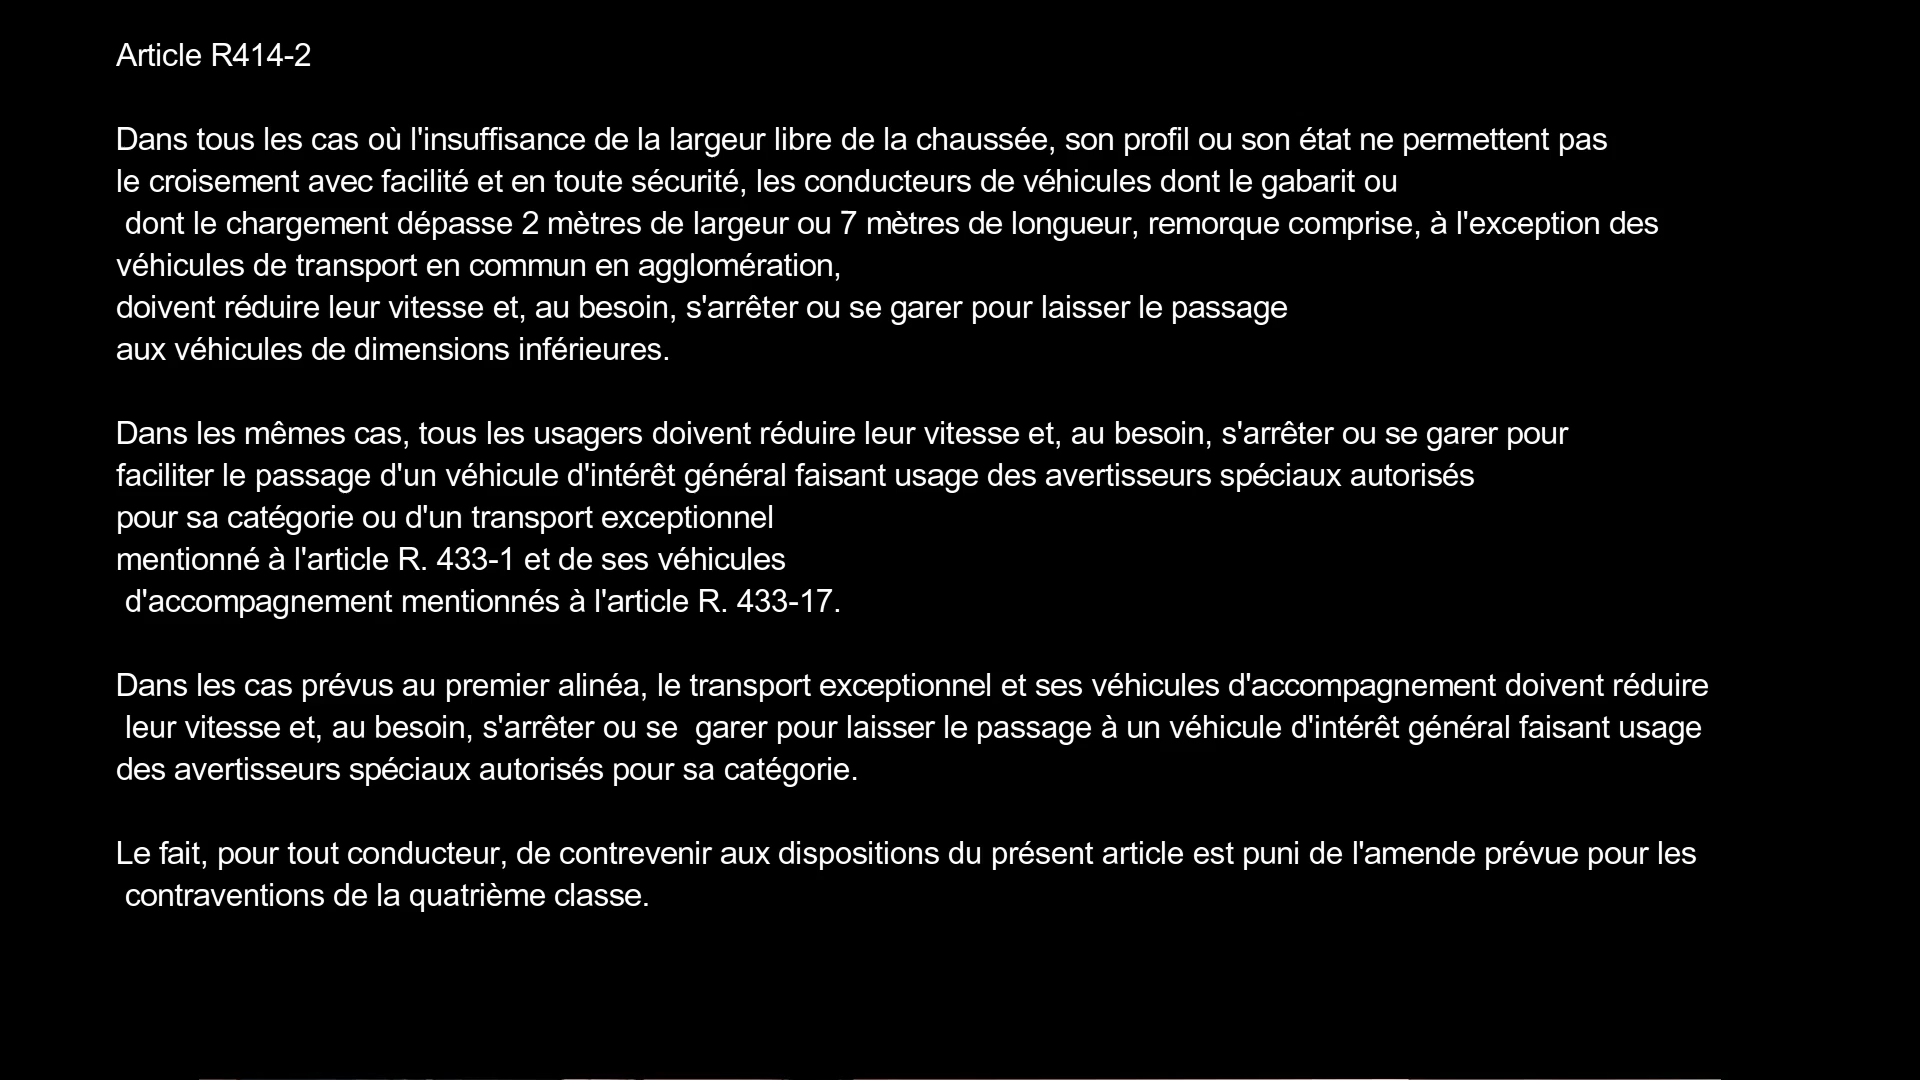 Article R414-2
Dans tous les cas où l'insuffisance de la largeur libre de la chaussée, son profil ou son état ne permettent pas
le croisement avec facilité et en toute sécurité, les conducteurs de véhicules dont le gabarit ou
dont le chargement dépasse 2 mètres de largeur ou 7 mètres de longueur, remorque comprise, à l'exception des
véhicules de transport en commun en agglomération,
doivent réduire leur vitesse et, au besoin, s'arrêter ou se garer pour laisser le passage
aux véhicules de dimensions inférieures.
Dans les mêmes cas, tous les usagers doivent réduire leur vitesse et, au besoin, s'arrêter ou se garer pour
faciliter le passage d'un véhicule d'intérêt général faisant usage des avertisseurs spéciaux autorisés
pour sa catégorie ou d'un transport exceptionnel
mentionné à l'article R. 433-1 et de ses véhicules
d'accompagnement mentionnés à l'article R. 433-17.
Dans les cas prévus au premier alinéa, le transport exceptionnel et ses véhicules d'accompagnement doivent réduire
leur vitesse et, au besoin, s'arrêter ou se  garer pour laisser le passage à un véhicule d'intérêt général faisant usage
des avertisseurs spéciaux autorisés pour sa catégorie.
Le fait, pour tout conducteur, de contrevenir aux dispositions du présent article est puni de l'amende prévue pour les
contraventions de la quatrième classe.